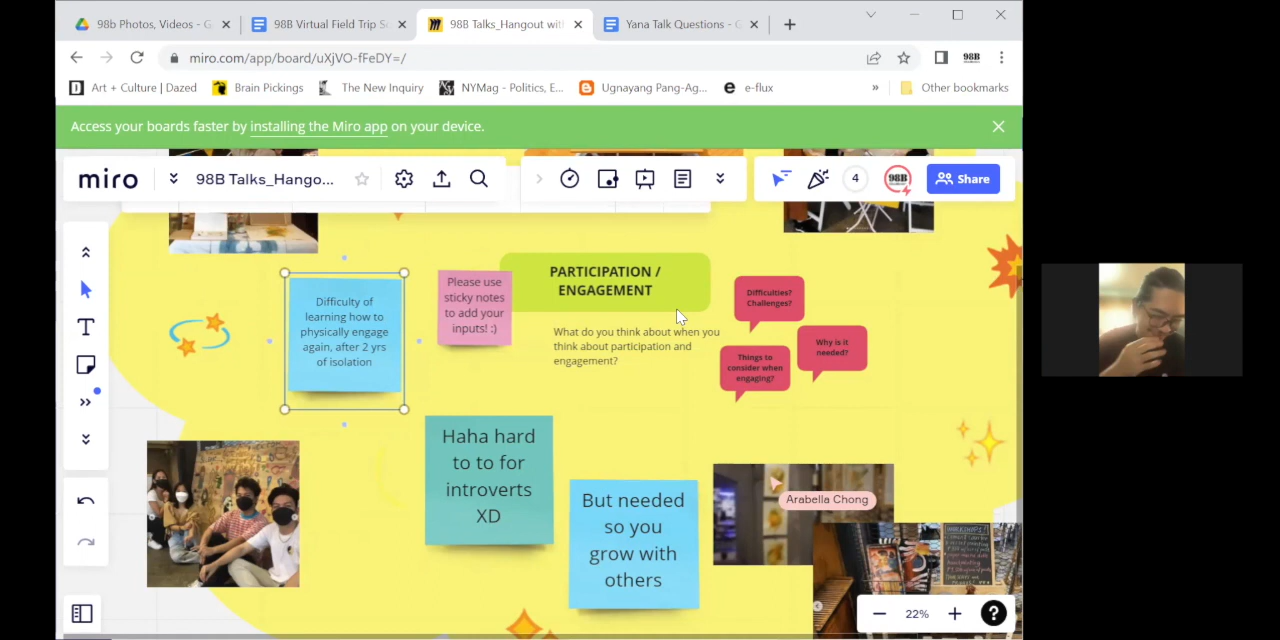 98b Photos, Videos - G
98B Virtual Field Trip Sc
98B Talks_Hangout wit
Yana Talk Questions - G
miro.com/app/board/uXjVO-fFeDY=/
98B
Art + Culture | Dazed
Brain Pickings
The New Inquiry
NYMag - Politics, E...
Ugnayang Pang-Ag...
e-flux
»
Other bookmarks
Access your boards faster by installing the Miro app on your device.
miro
98B Talks_Hango...
4
98B
Share
Difficulty of
learning how to
physically engage
again, after 2 yrs
of isolation
Please use
sticky notes
to add your
inputs! :)
PARTICIPATION /
ENGAGEMENT
What do you think about when you
think about participation and
engagement?
Difficulties?
Challenges?
Why is it
needed?
Things to
consider when
engaging?
Haha hard
to to for
introverts
XD
But needed
so you
grow with
others
Arabella Chong
22%
?